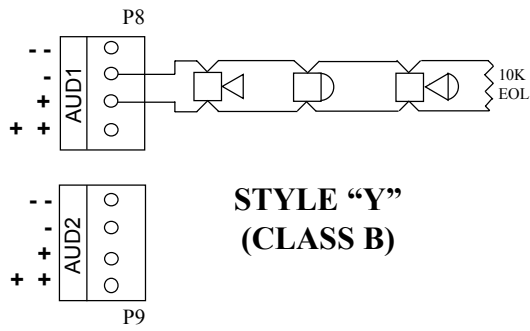 P8
- -
-
+
+ +
AUD1
10K
EOL
- -
-
+
+ +
AUD2
P9
STYLE “Y”
(CLASS B)